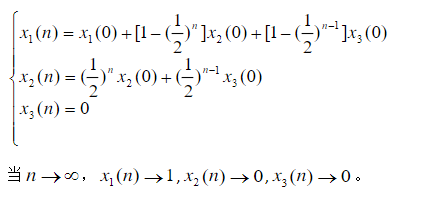 x₁(n) = x₁(0) + [1 − (1/2)ⁿ]x₂(0) + [1 − (1/2)ⁿ⁻¹]x₃(0)
x₂(n) = (1/2)ⁿ x₂(0) + (1/2)ⁿ⁻¹ x₃(0)
x₃(n) = 0
当 n → ∞， x₁(n) → 1, x₂(n) → 0, x₃(n) → 0 。